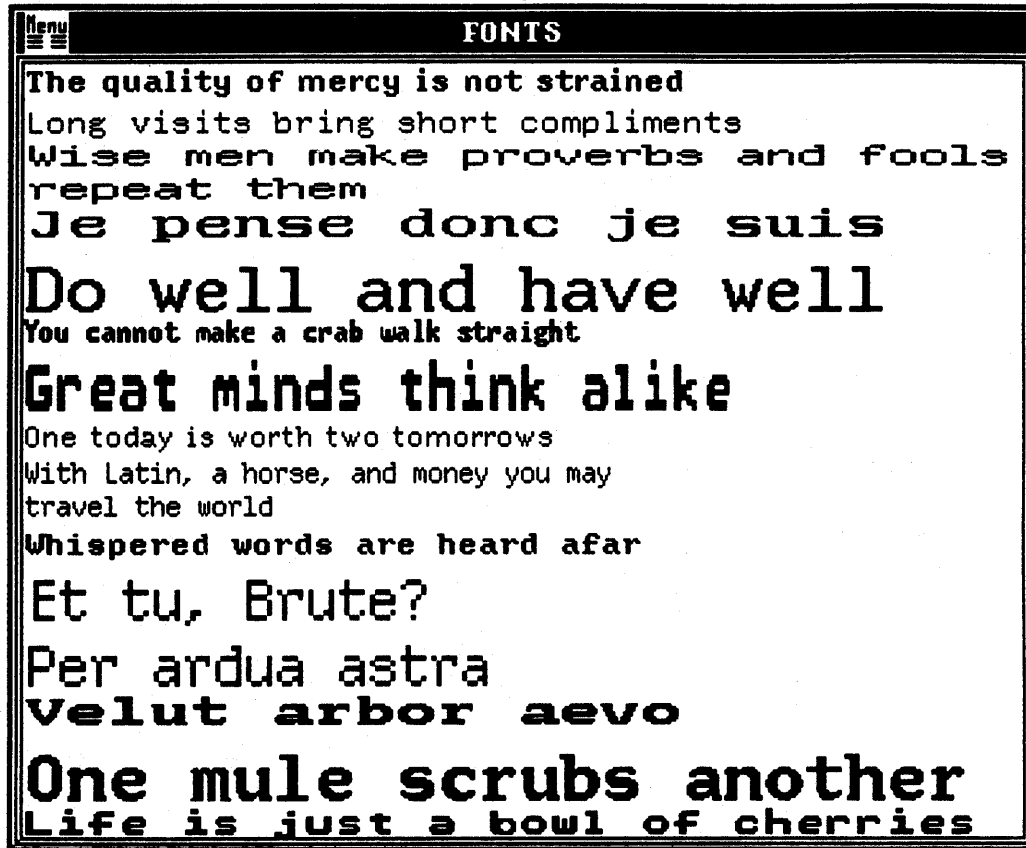 Menu
FONTS
The quality of mercy is not strained
Long visits bring short compliments
Wise men make proverbs and fools
repeat them
Je pense donc je suis
Do well and have well
You cannot make a crab walk straight
Great minds think alike
One today is worth two tomorrows
With Latin, a horse, and money you may
travel the world
Whispered words are heard afar
Et tu, Brute?
Per ardua astra
Velut arbor aevo
One mule scrubs another
Life is just a bowl of cherries